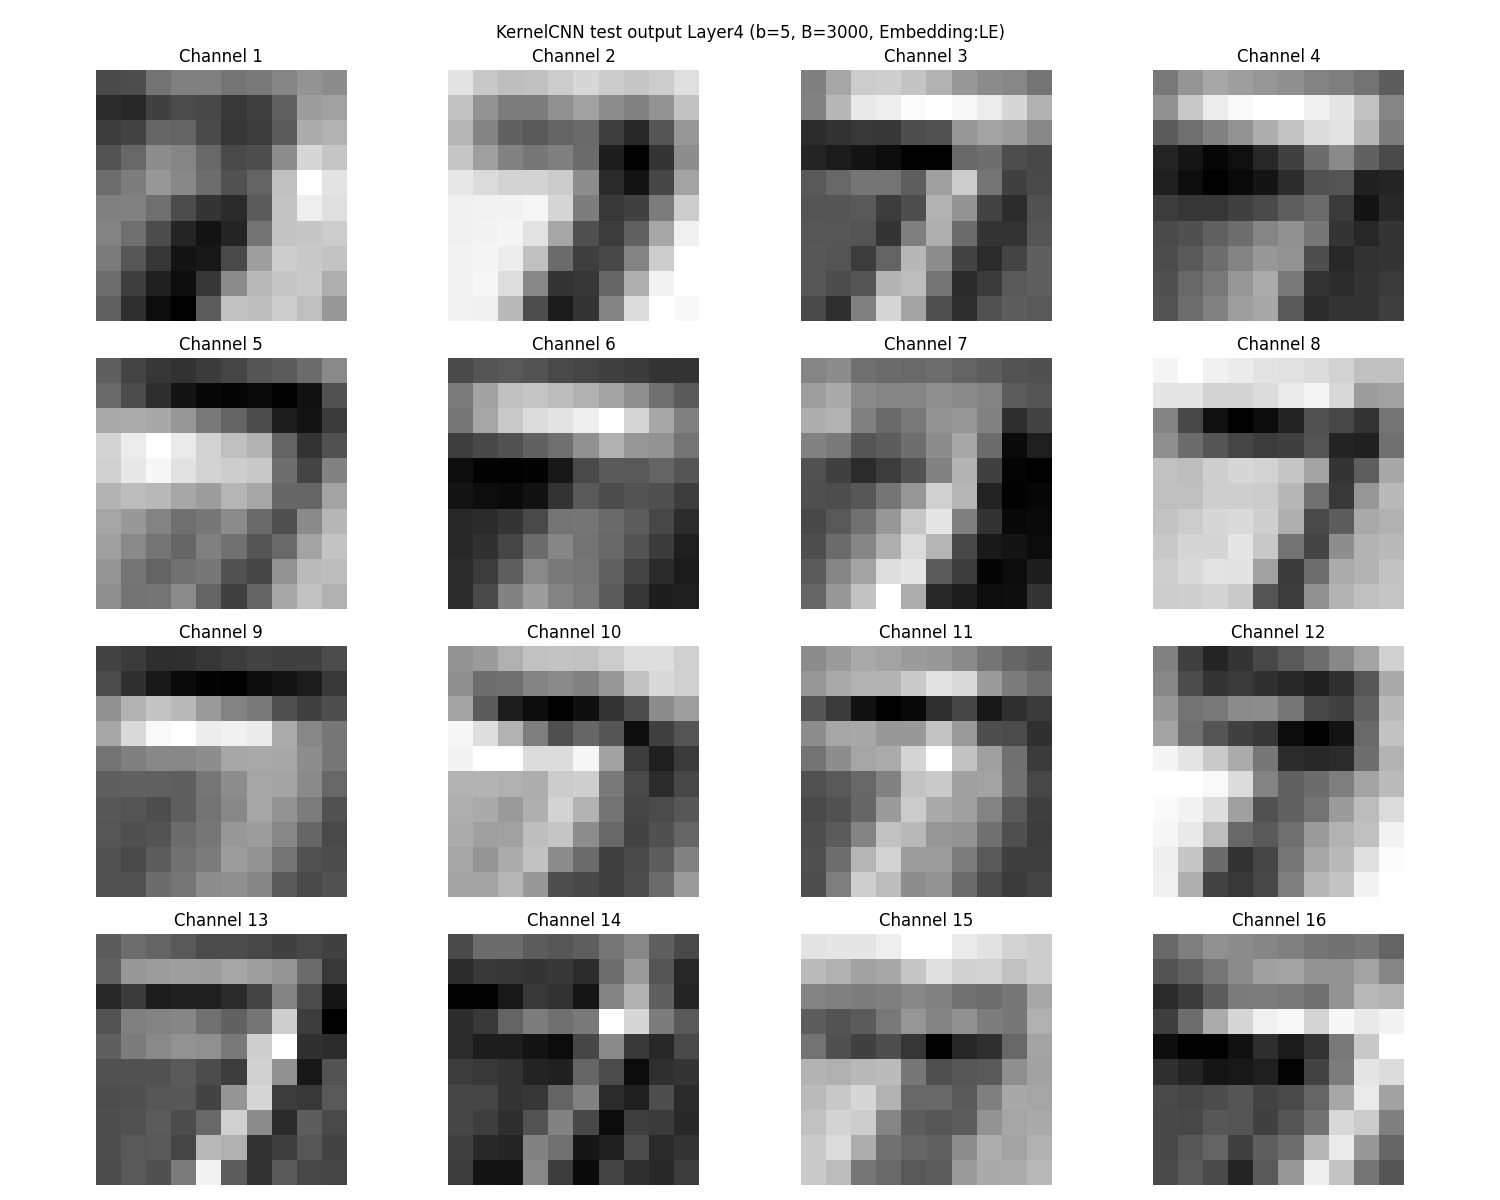 KernelCNN test output Layer4 (b=5, B=3000, Embedding:LE)
Channel 1
Channel 2
Channel 3
Channel 4
Channel 5
Channel 6
Channel 7
Channel 8
Channel 9
Channel 10
Channel 11
Channel 12
Channel 13
Channel 14
Channel 15
Channel 16